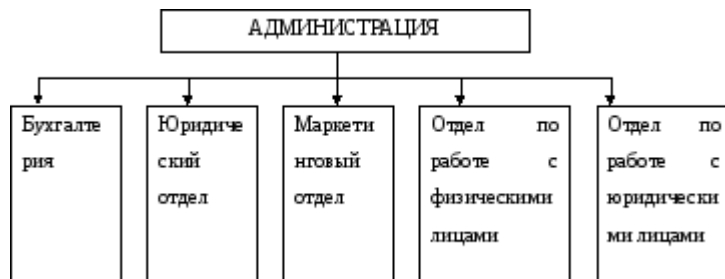 АДМИНИСТРАЦИЯ
Бухгалте
рия
Юридиче
ский
отдел
Маркети
нговый
отдел
Отдел по
работе с
физическими
лицами
Отдел по
работе с
юридически
ми лицами